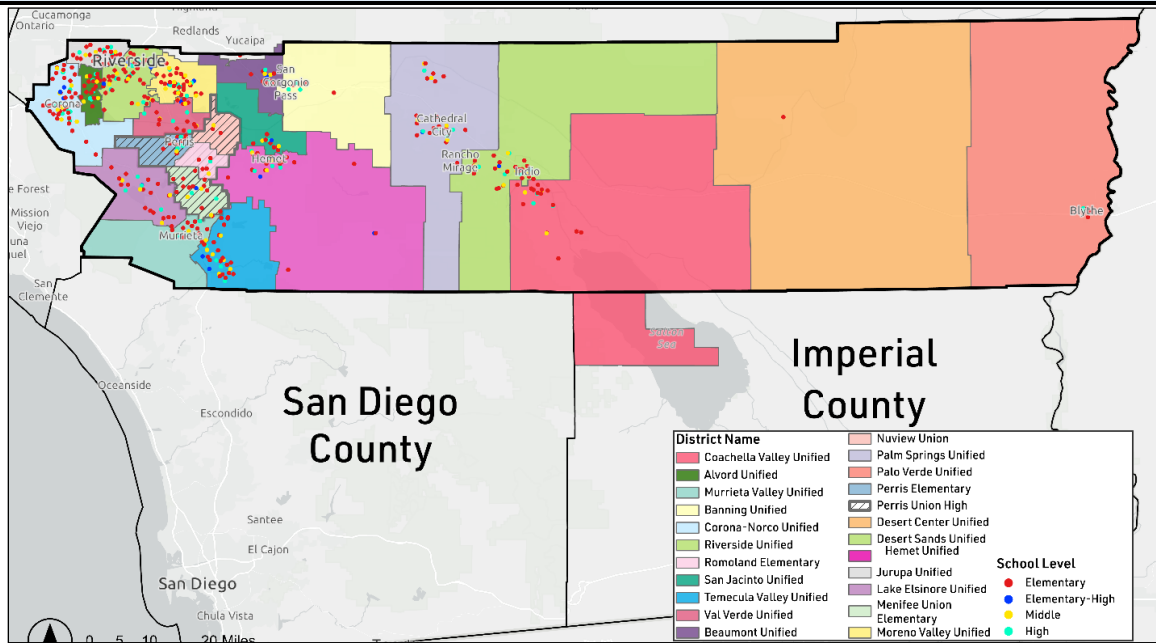 Cucamonga
Ontario
Redlands
Yucaipa
Riverside
San
Gorgonio
Pass
Corona
Cathedral
City
Perris
Hemet
Rancho
Mirage
Indio
e Forest
Mission
Viejo
guna
guel
Murrieta
Blythe
San
Clemente
Salton
Sea
Imperial
County
Oceanside
San Diego
County
Escondido
Santee
El Cajon
San Diego
Chula Vista
0 5 10 20 Miles
District Name
Coachella Valley Unified
Alvord Unified
Murrieta Valley Unified
Banning Unified
Corona-Norco Unified
Riverside Unified
Romoland Elementary
San Jacinto Unified
Temecula Valley Unified
Val Verde Unified
Beaumont Unified
Nuview Union
Palm Springs Unified
Palo Verde Unified
Perris Elementary
Perris Union High
Desert Center Unified
Desert Sands Unified
Hemet Unified
Jurupa Unified
Lake Elsinore Unified
Menifee Union
Elementary
Moreno Valley Unified
School Level
Elementary
Elementary-High
Middle
High